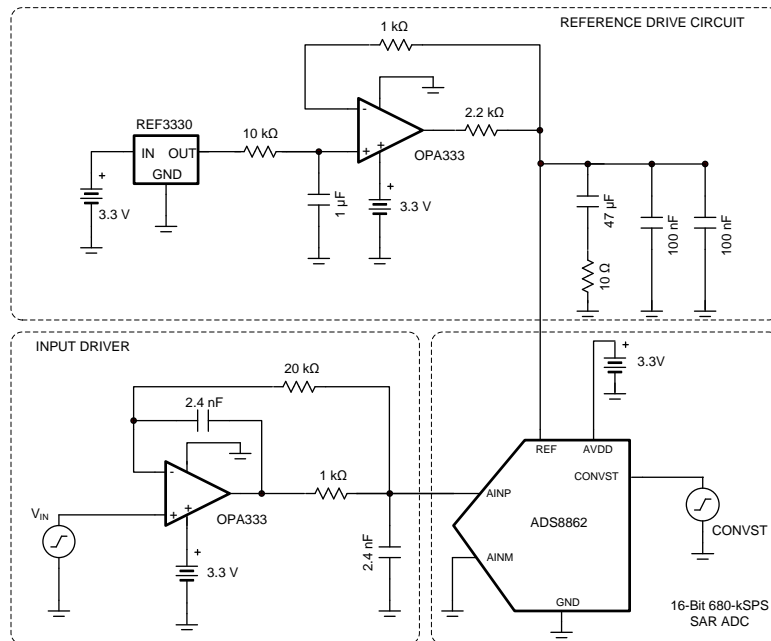 REFERENCE DRIVE CIRCUIT
1 kΩ
REF3330
IN OUT
GND
10 kΩ
-
+ +
2.2 kΩ
OPA333
+
3.3 V
1 µF
+
3.3 V
47 µF
10 Ω
100 nF
100 nF
INPUT DRIVER
20 kΩ
2.4 nF
-
+ +
1 kΩ
OPA333
VIN
+
3.3 V
2.4 nF
+
3.3V
REF
AVDD
AINP
CONVST
ADS8862
AINM
GND
CONVST
16-Bit 680-kSPS
SAR ADC